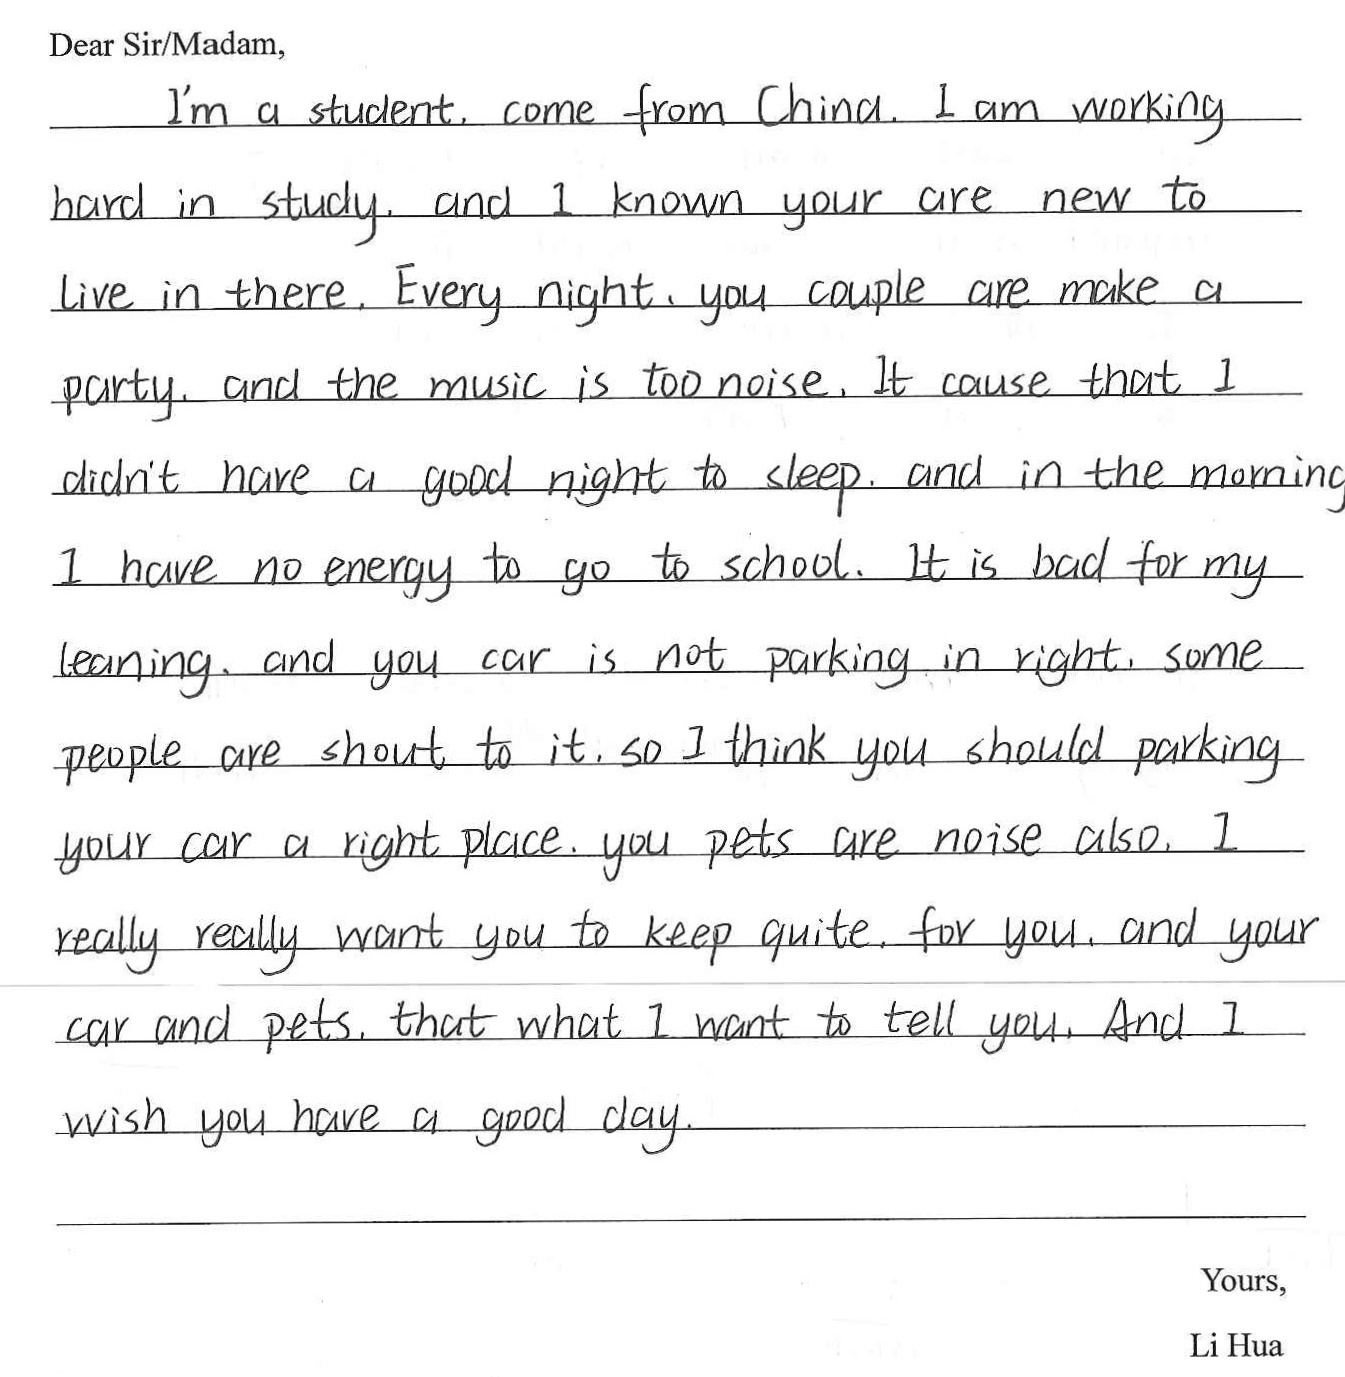 Dear Sir/Madam,
I'm a student. come from China. I am working
hard in study. and I known your are new to
live in there. Every night. you couple are make a
party. and the music is too noise. It cause that I
didn't have a good night to sleep. and in the morning
I have no energy to go to school. It is bad for my
leaning. and you car is not parking in right. some
people are shout to it. so I think you should parking
your car a right place. you pets are noise also. I
really really want you to keep quite. for you. and your
car and pets. that what I want to tell you. And I
wish you have a good day.
Yours,
Li Hua